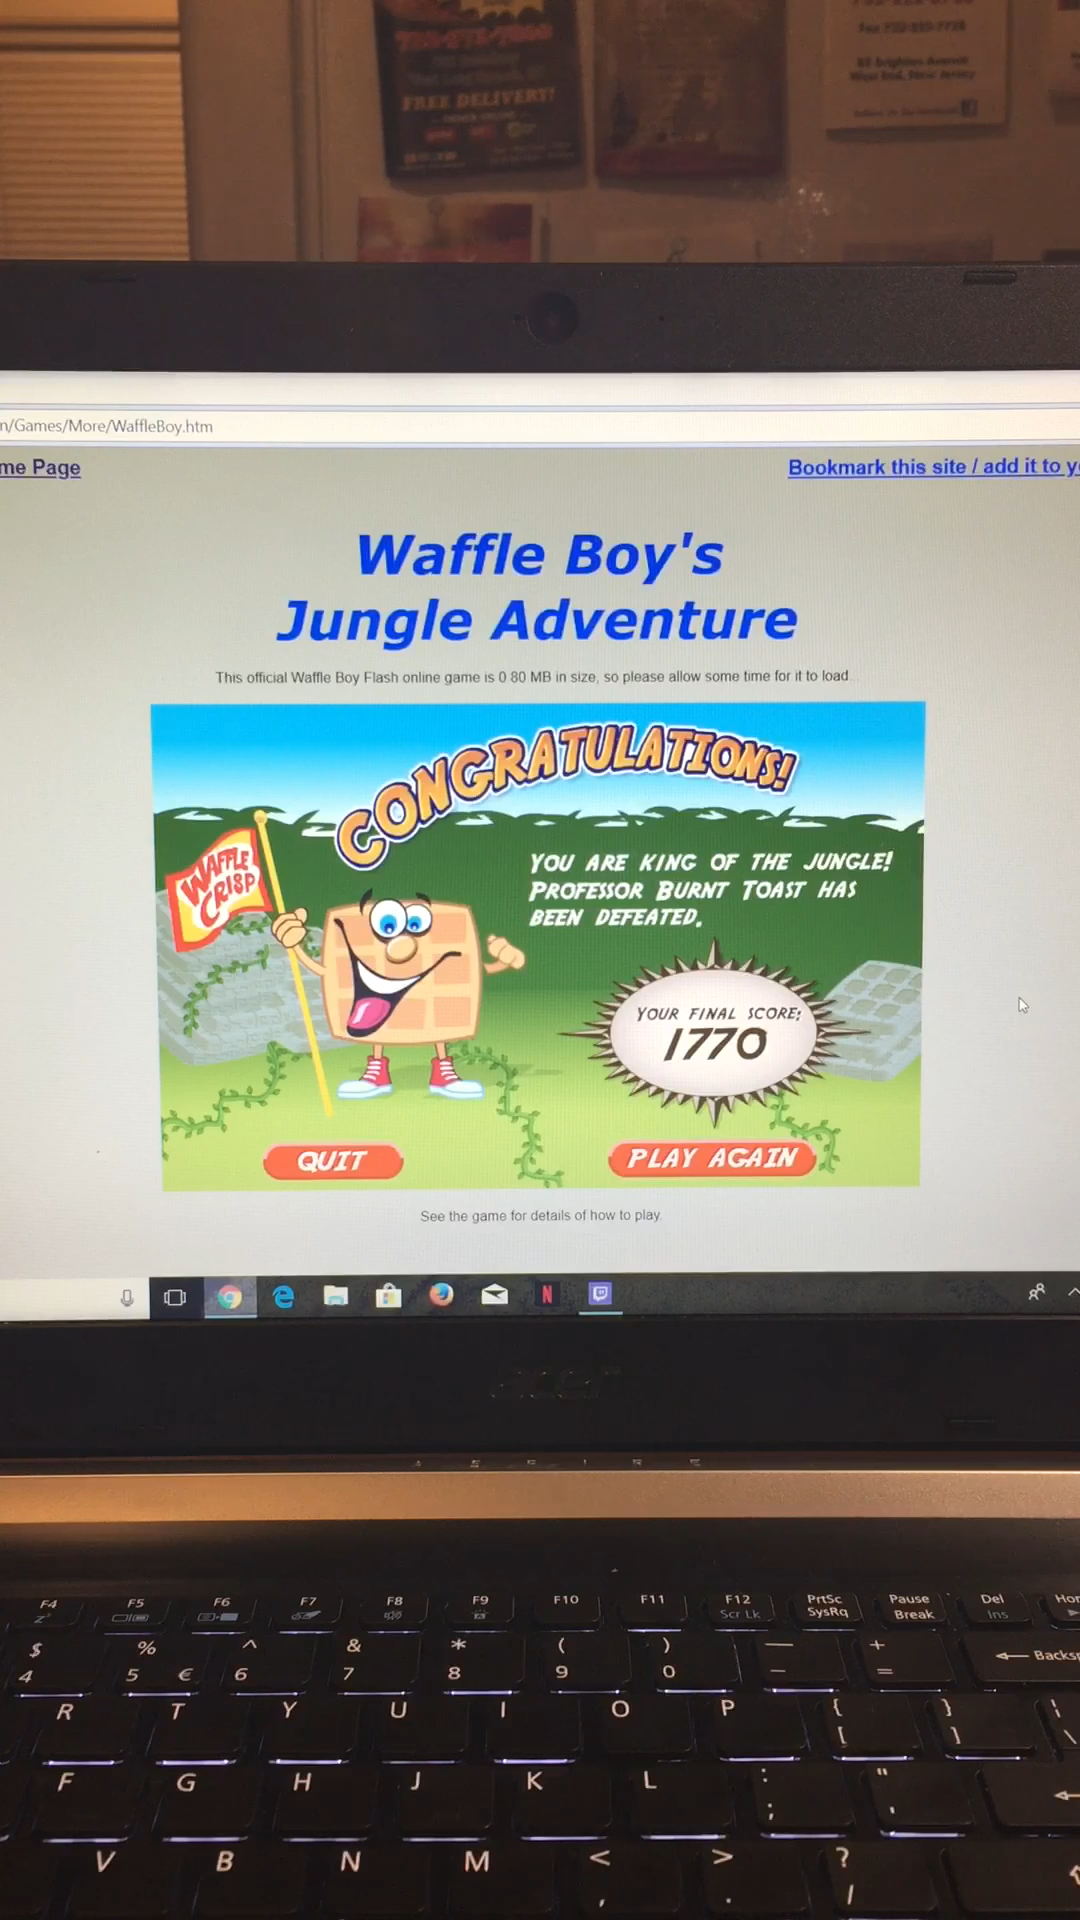 FREE DELIVERY!
n/Games/More/WaffleBoy.htm
me Page
Bookmark this site / add it to y
Waffle Boy's
Jungle Adventure
This official Waffle Boy Flash online game is 0.80 MB in size, so please allow some time for it to load.
CONGRATULATIONS!
WAFFLE
CRISP
YOU ARE KING OF THE JUNGLE!
PROFESSOR BURNT TOAST HAS
BEEN DEFEATED.
YOUR FINAL SCORE:
1770
QUIT
PLAY AGAIN
See the game for details of how to play.
N
acer
A S P I R E
F4 F5 F6 F7 F8 F9 F10 F11 F12 PrtSc Pause Del Ho
Scr Lk SysRq Break Ins
$ % ^ & * ( ) — +
4 5 € 6 7 8 9 0 - =
Backs
R T Y U I O P { }
[ ] \
F G H J K L : "
; '
V B N M < > ?
, . /